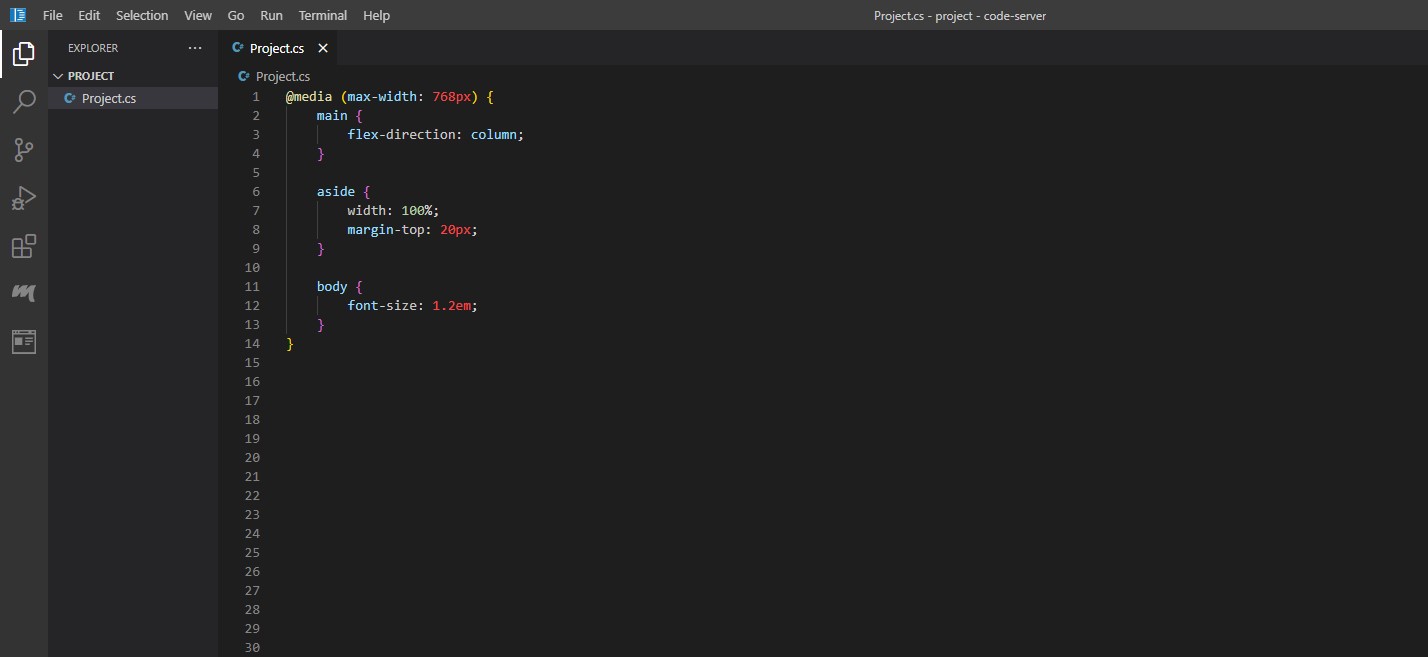 File Edit Selection View Go Run Terminal Help Project.cs - project - code-server
EXPLORER ···
PROJECT
Project.cs
Project.cs ×
Project.cs
1 @media (max-width: 768px) {
2     main {
3         flex-direction: column;
4     }
5
6     aside {
7         width: 100%;
8         margin-top: 20px;
9     }
10
11     body {
12         font-size: 1.2em;
13     }
14 }
15
16
17
18
19
20
21
22
23
24
25
26
27
28
29
30